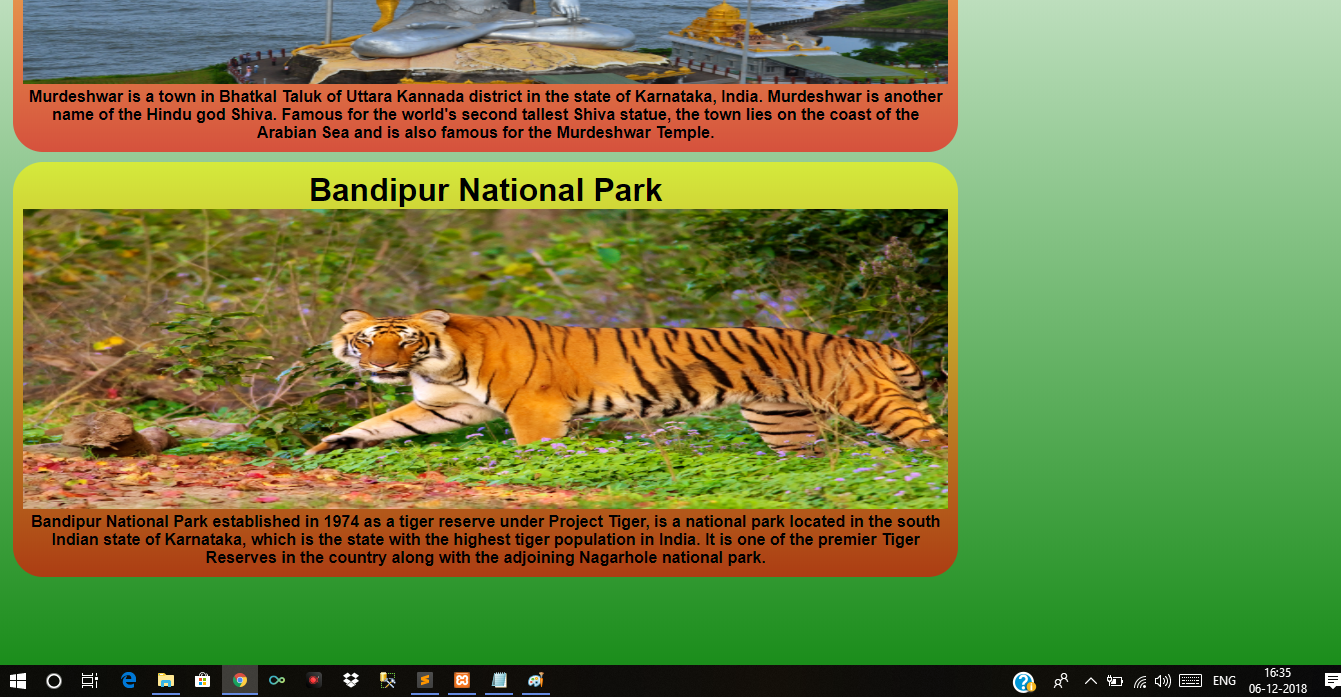 Murdeshwar is a town in Bhatkal Taluk of Uttara Kannada district in the state of Karnataka, India. Murdeshwar is another
name of the Hindu god Shiva. Famous for the world's second tallest Shiva statue, the town lies on the coast of the
Arabian Sea and is also famous for the Murdeshwar Temple.
Bandipur National Park
Bandipur National Park established in 1974 as a tiger reserve under Project Tiger, is a national park located in the south
Indian state of Karnataka, which is the state with the highest tiger population in India. It is one of the premier Tiger
Reserves in the country along with the adjoining Nagarhole national park.
ENG
16:35
06-12-2018